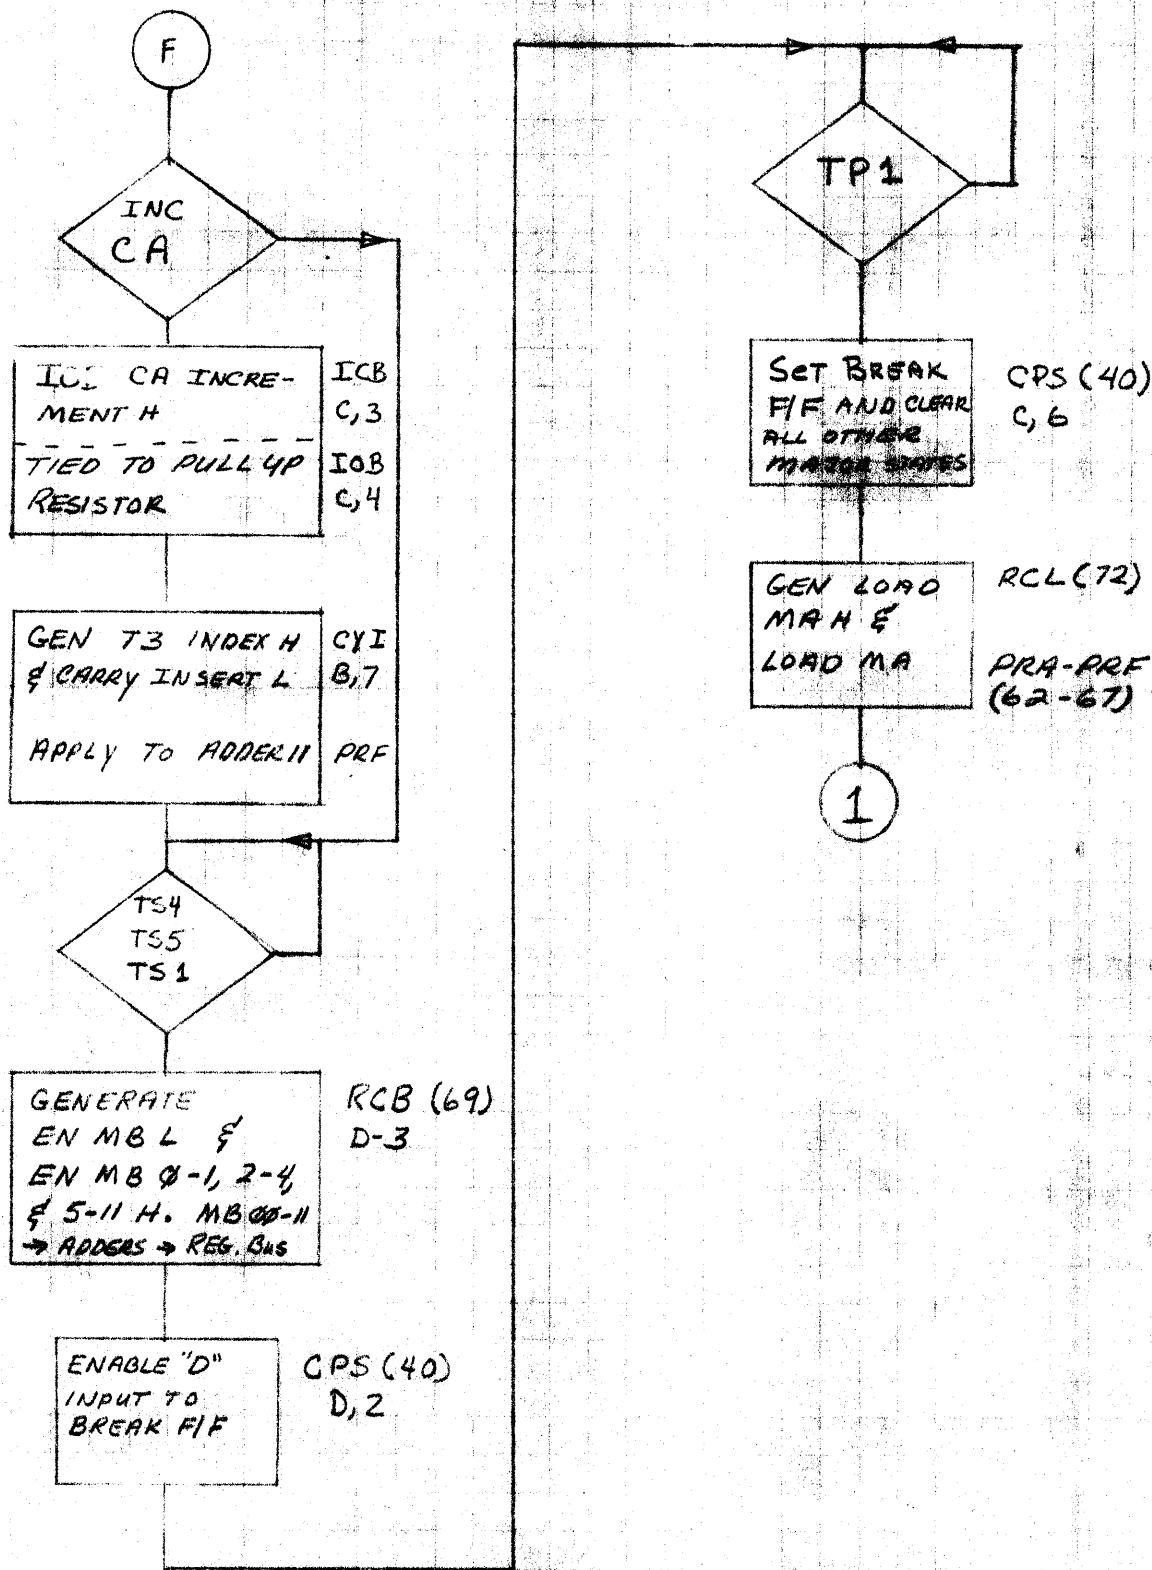 F
INC
CA
CA INCRE-
MENT H
ICB
C,3
TIED TO PULL UP
RESISTOR
IOB
C,4
GEN T3 INDEX H
& CARRY INSERT L
CYI
B,7
APPLY TO ADDER 11
PRF
TS4
TS5
TS1
GENERATE
EN MB L &
EN MB Ø-1, 2-4,
& 5-11 H. MB ØØ-11
→ ADDERS → REG. BUS
RCB (69)
D-3
ENABLE "D"
INPUT TO
BREAK F/F
CPS (40)
D,2
TP1
SET BREAK
F/F AND CLEAR
ALL OTHER
MAJOR STATES
CPS (40)
C,6
GEN LOAD
MA H &
LOAD MA
RCL (72)
PRA-PRF
(62-67)
1